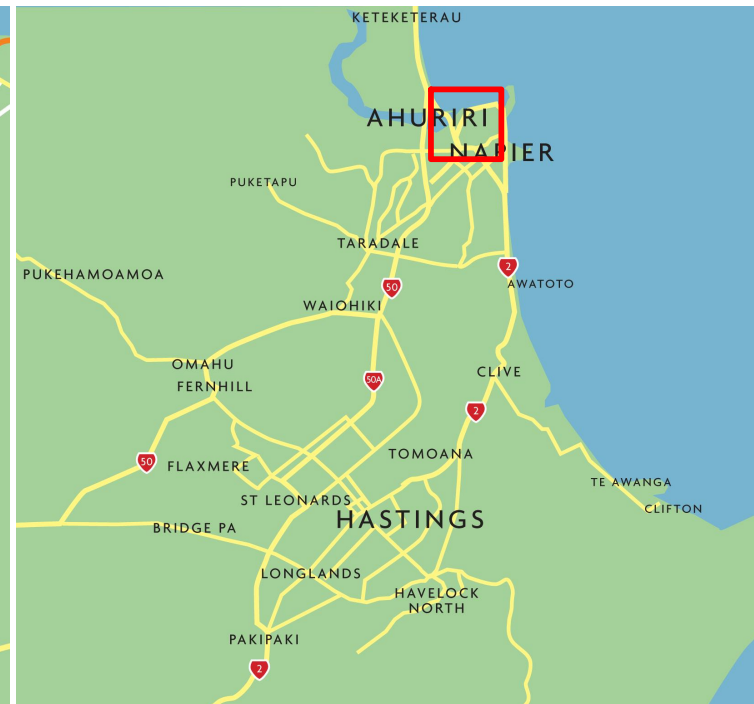 KETEKETERAU
AHURIRI
NAPIER
PUKETAPU
TARADALE
PUKEHAMOAMOA
2
50
AWATOTO
WAIOHIKI
OMAHU
CLIVE
FERNHILL
50A
2
TOMOANA
50
FLAXMERE
TE AWANGA
ST LEONARDS
CLIFTON
HASTINGS
BRIDGE PA
LONGLANDS
HAVELOCK
NORTH
PAKIPAKI
2